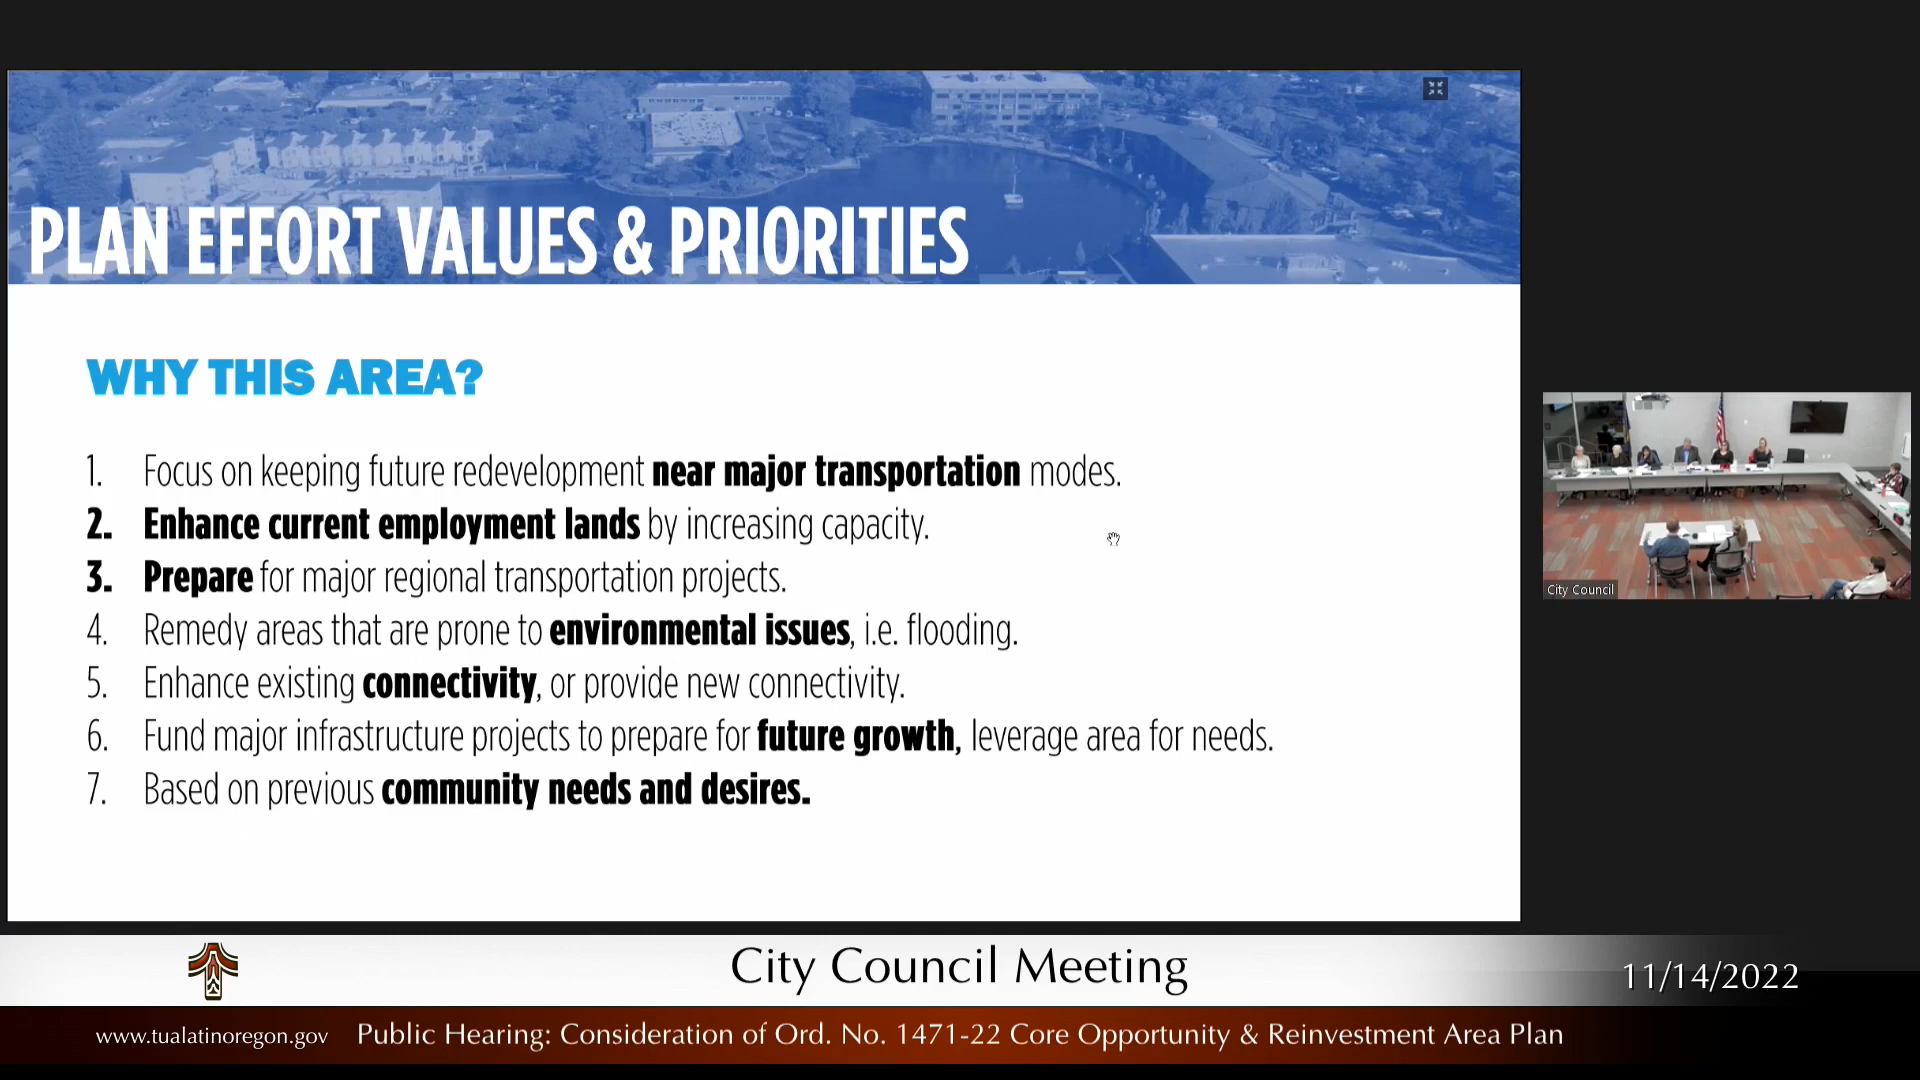 PLAN EFFORT VALUES & PRIORITIES
WHY THIS AREA?
1. Focus on keeping future redevelopment near major transportation modes.
2. Enhance current employment lands by increasing capacity.
3. Prepare for major regional transportation projects.
4. Remedy areas that are prone to environmental issues, i.e. flooding.
5. Enhance existing connectivity, or provide new connectivity.
6. Fund major infrastructure projects to prepare for future growth, leverage area for needs.
7. Based on previous community needs and desires.
City Council
City Council Meeting
11/14/2022
www.tualatinoregon.gov
Public Hearing: Consideration of Ord. No. 1471-22 Core Opportunity & Reinvestment Area Plan